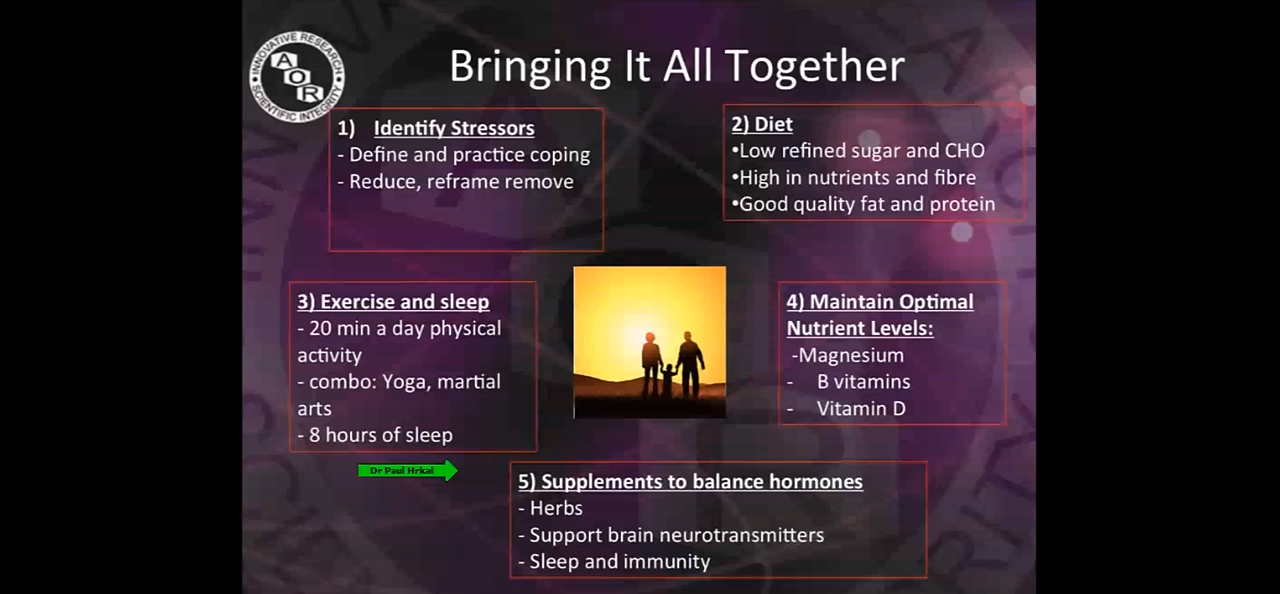 INNOVATIVE RESEARCH
AOR
SCIENTIFIC INTEGRITY
Bringing It All Together
1) Identify Stressors
- Define and practice coping
- Reduce, reframe remove
2) Diet
•Low refined sugar and CHO
•High in nutrients and fibre
•Good quality fat and protein
3) Exercise and sleep
- 20 min a day physical
activity
- combo: Yoga, martial
arts
- 8 hours of sleep
4) Maintain Optimal
Nutrient Levels:
-Magnesium
- B vitamins
- Vitamin D
Dr Paul Hrkal
5) Supplements to balance hormones
- Herbs
- Support brain neurotransmitters
- Sleep and immunity